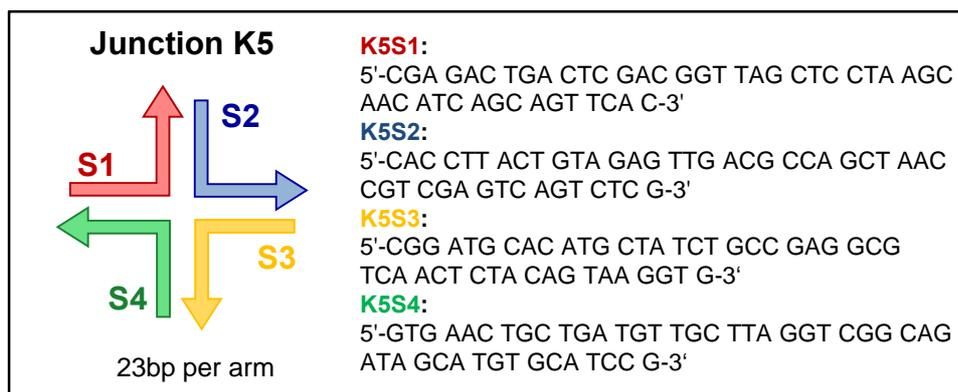 Junction K5
S1
S2
S3
S4
23bp per arm
K5S1:
5'-CGA GAC TGA CTC GAC GGT TAG CTC CTA AGC
AAC ATC AGC AGT TCA C-3'
K5S2:
5'-CAC CTT ACT GTA GAG TTG ACG CCA GCT AAC
CGT CGA GTC AGT CTC G-3'
K5S3:
5'-CGG ATG CAC ATG CTA TCT GCC GAG GCG
TCA ACT CTA CAG TAA GGT G-3‘
K5S4:
5'-GTG AAC TGC TGA TGT TGC TTA GGT CGG CAG
ATA GCA TGT GCA TCC G-3‘